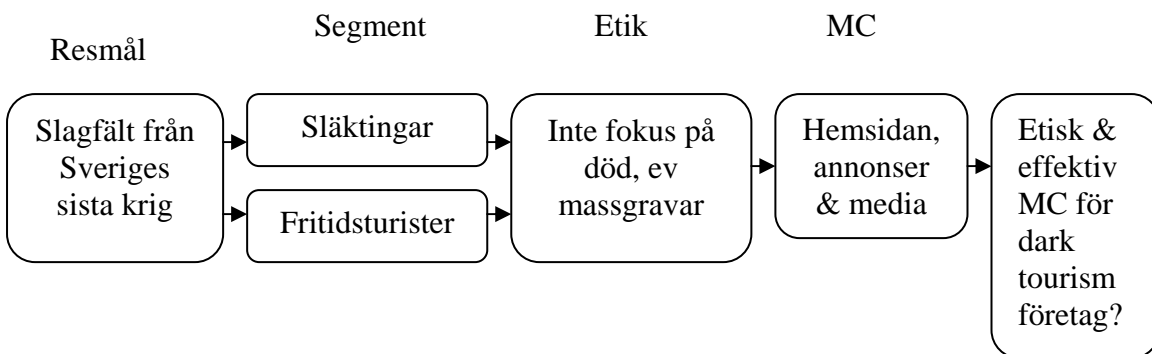 Resmål
Segment
Etik
MC
Slagfält från
Sveriges
sista krig
Släktingar
Fritidsturister
Inte fokus på
död, ev
massgravar
Hemsidan,
annonser
& media
Etisk &
effektiv
MC för
dark
tourism
företag?